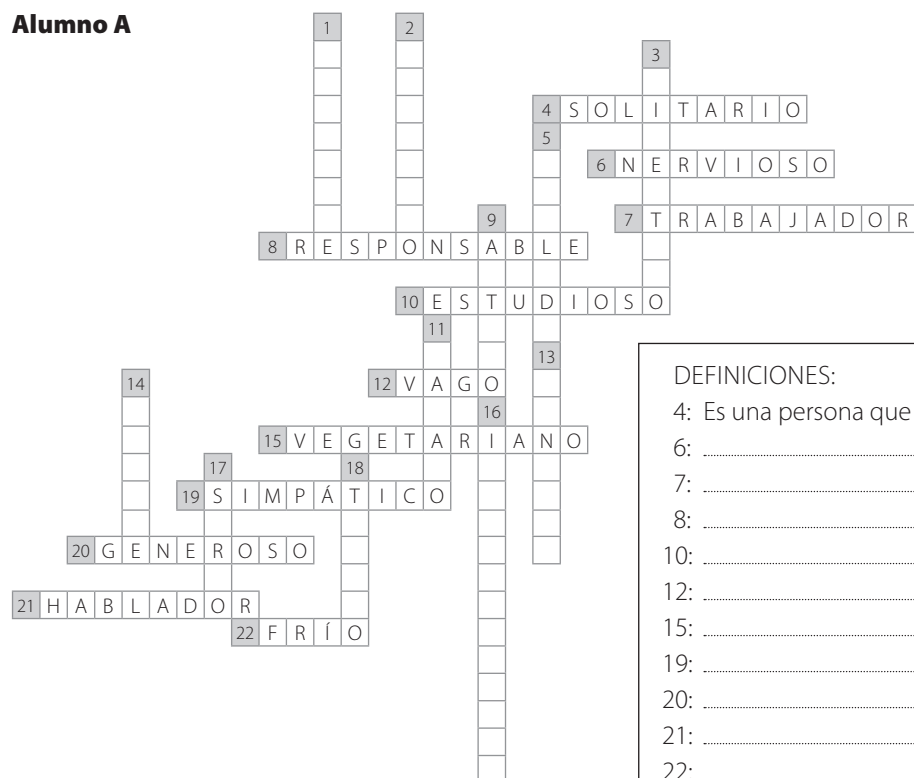 Alumno A
1 2
3
4 SOLITARIO
5
6 NERVIOSO
9 7 TRABAJADOR
8 RESPONSABLE
10 ESTUDIOSO
11
13
14 12 VAGO
16
15 VEGETARIANO
17 18
19 SIMPÁTICO
20 GENEROSO
21 HABLADOR
22 FRÍO
DEFINICIONES:
4: Es una persona que
6:
7:
8:
10:
12:
15:
19:
20:
21:
22: